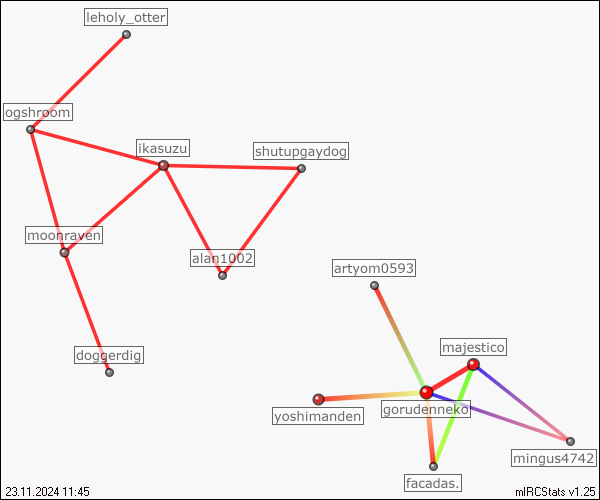 leholy_otter
ogshroom
ikasuzu
shutupgaydog
moonraven
alan1002
artyom0593
doggerdig
majestico
yoshimanden
gorudenneko
mingus4742
facadas.
23.11.2024 11:45
mIRCStats v1.25